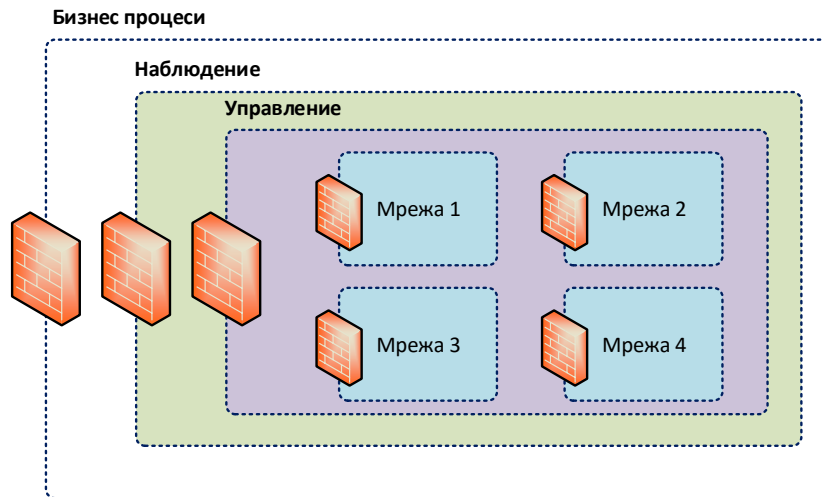 Бизнес процеси
Наблюдение
Управление
Мрежа 1
Мрежа 2
Мрежа 3
Мрежа 4